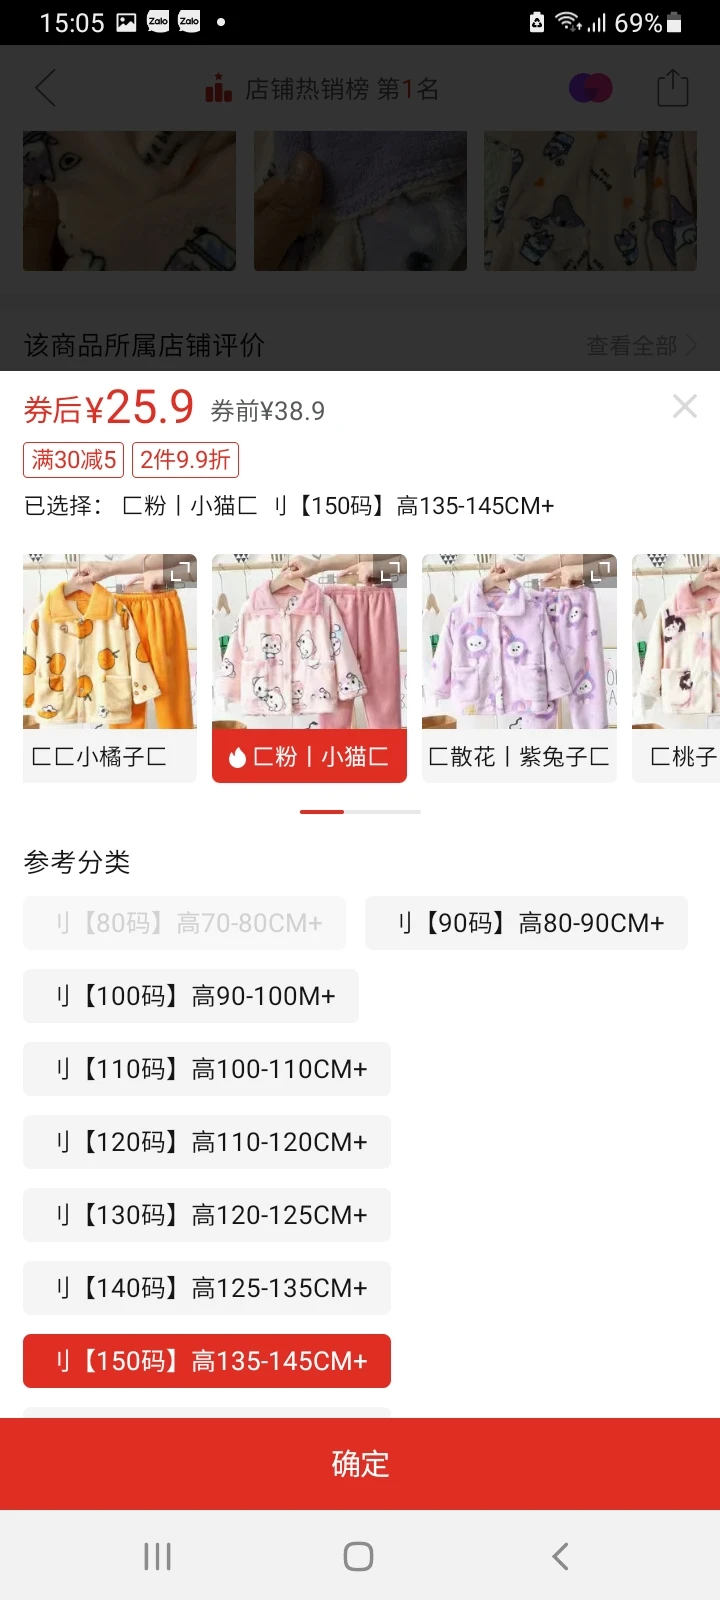 15:05 Zalo Zalo 69%
店铺热销榜 第1名
该商品所属店铺评价 查看全部
券后¥25.9 券前¥38.9
满30减5 2件9.9折
已选择： 匚粉丨小猫匚 刂【150码】高135-145CM+
匚匚小橘子匚 匚粉丨小猫匚 匚散花丨紫兔子匚 匚桃子
参考分类
刂【80码】高70-80CM+ 刂【90码】高80-90CM+
刂【100码】高90-100M+
刂【110码】高100-110CM+
刂【120码】高110-120CM+
刂【130码】高120-125CM+
刂【140码】高125-135CM+
刂【150码】高135-145CM+
确定